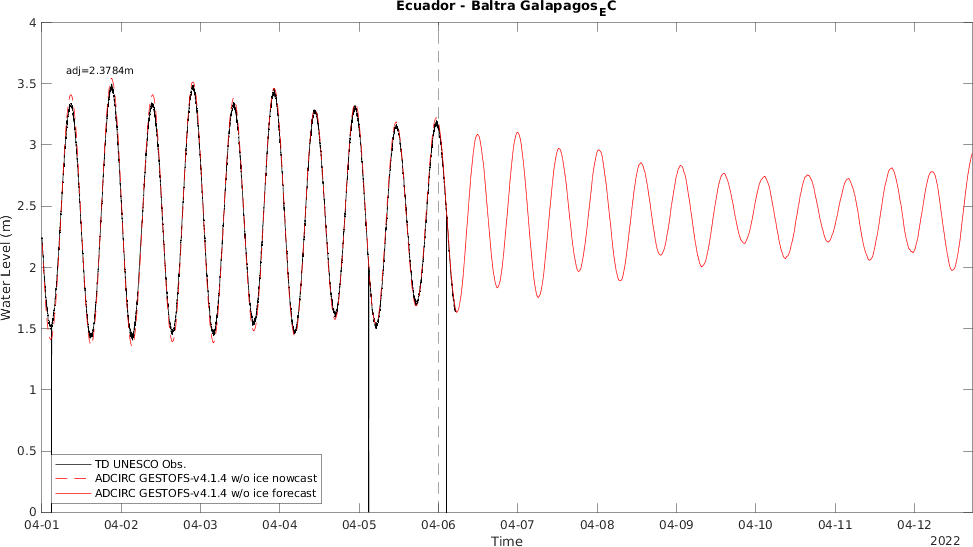 Ecuador - Baltra GalapagosEC
adj=2.3784m
Water Level (m)
4
3.5
3
2.5
2
1.5
1
0.5
0
TD UNESCO Obs.
ADCIRC GESTOFS-v4.1.4 w/o ice nowcast
ADCIRC GESTOFS-v4.1.4 w/o ice forecast
04-01 04-02 04-03 04-04 04-05 04-06 04-07 04-08 04-09 04-10 04-11 04-12
Time
2022